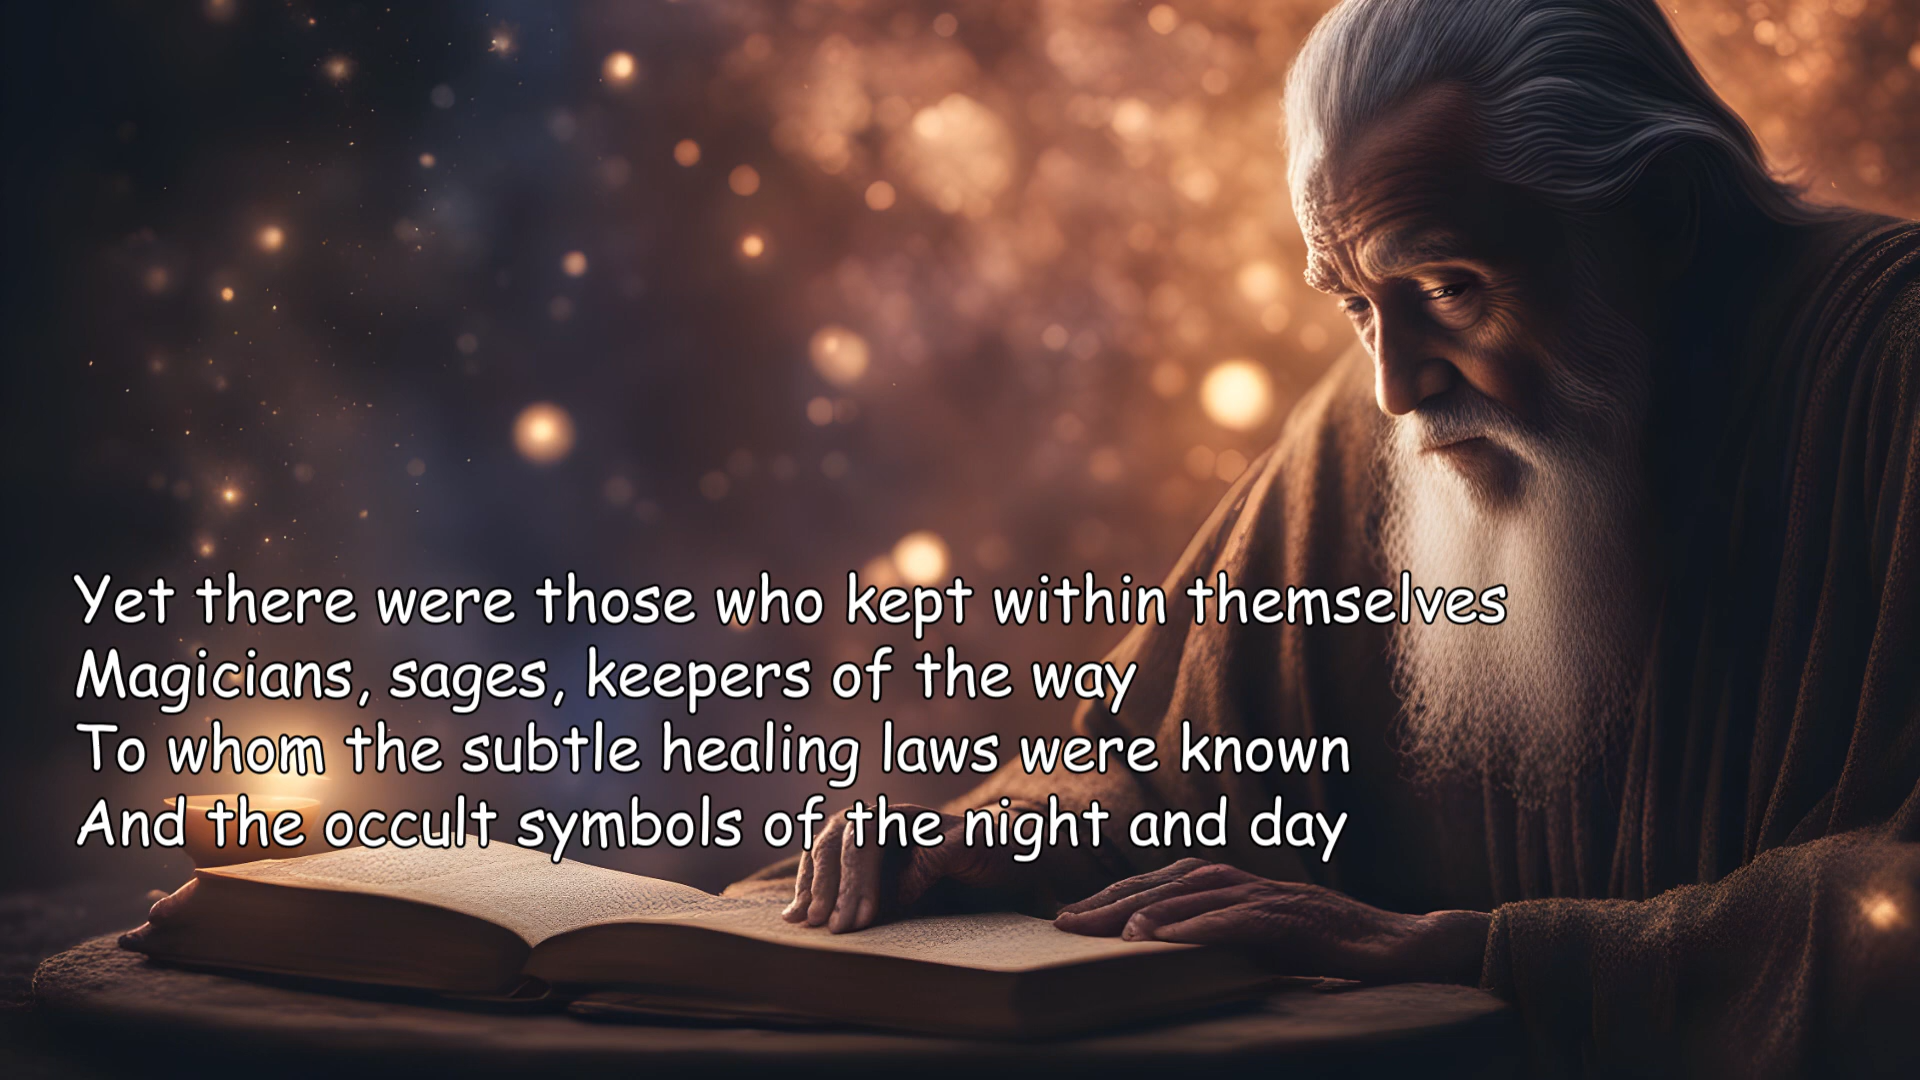 Yet there were those who kept within themselves
Magicians, sages, keepers of the way
To whom the subtle healing laws were known
And the occult symbols of the night and day